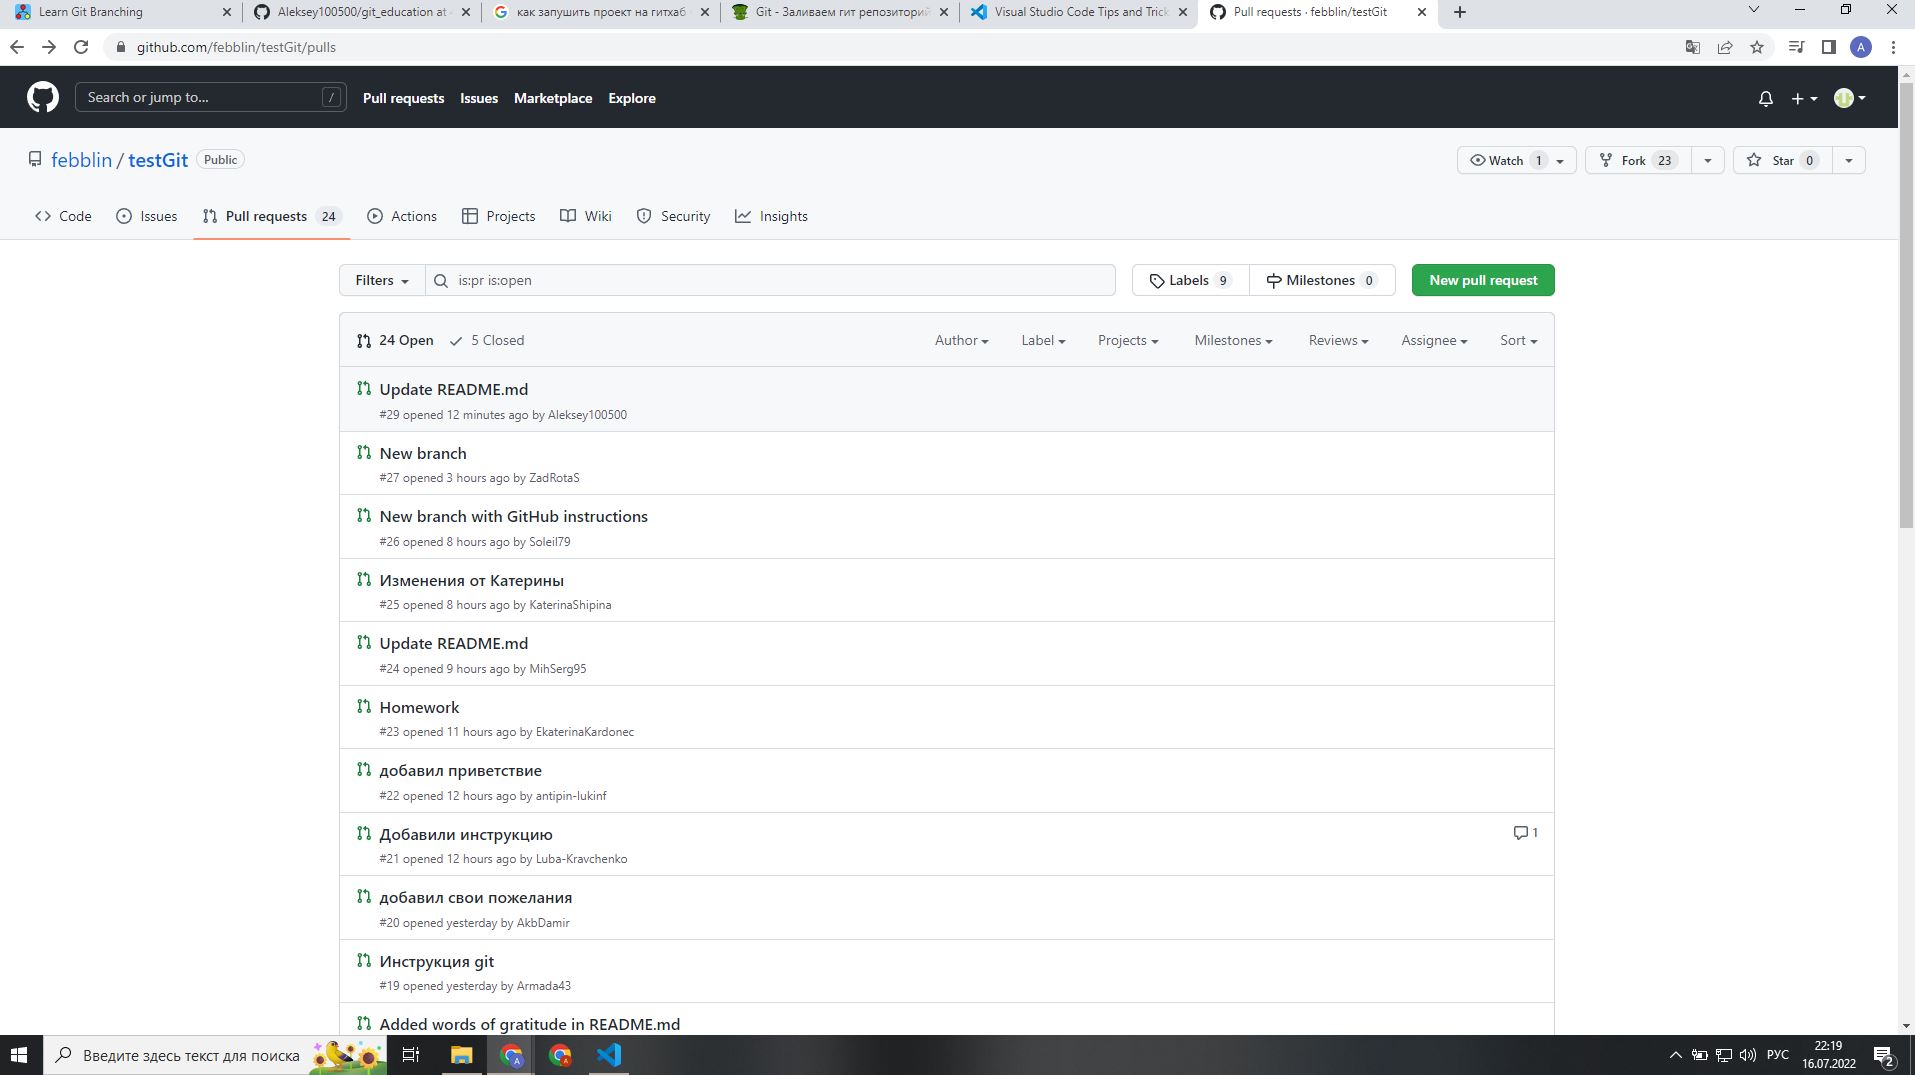 Learn Git Branching
Aleksey100500/git_education at
как запушить проект на гитхаб
Git - Заливаем гит репозиторий
Visual Studio Code Tips and Trick
Pull requests · febblin/testGit
github.com/febblin/testGit/pulls
A
Search or jump to...
/
Pull requests
Issues
Marketplace
Explore
febblin / testGit
Public
Watch 1
Fork 23
Star 0
Code
Issues
Pull requests 24
Actions
Projects
Wiki
Security
Insights
Filters
is:pr is:open
Labels 9
Milestones 0
New pull request
24 Open
5 Closed
Author
Label
Projects
Milestones
Reviews
Assignee
Sort
Update README.md
#29 opened 12 minutes ago by Aleksey100500
New branch
#27 opened 3 hours ago by ZadRotaS
New branch with GitHub instructions
#26 opened 8 hours ago by Soleil79
Изменения от Катерины
#25 opened 8 hours ago by KaterinaShipina
Update README.md
#24 opened 9 hours ago by MihSerg95
Homework
#23 opened 11 hours ago by EkaterinaKardonec
добавил приветствие
#22 opened 12 hours ago by antipin-lukinf
Добавили инструкцию
1
#21 opened 12 hours ago by Luba-Kravchenko
добавил свои пожелания
#20 opened yesterday by AkbDamir
Инструкция git
#19 opened yesterday by Armada43
Added words of gratitude in README.md
Введите здесь текст для поиска
РУС
22:19
16.07.2022
2